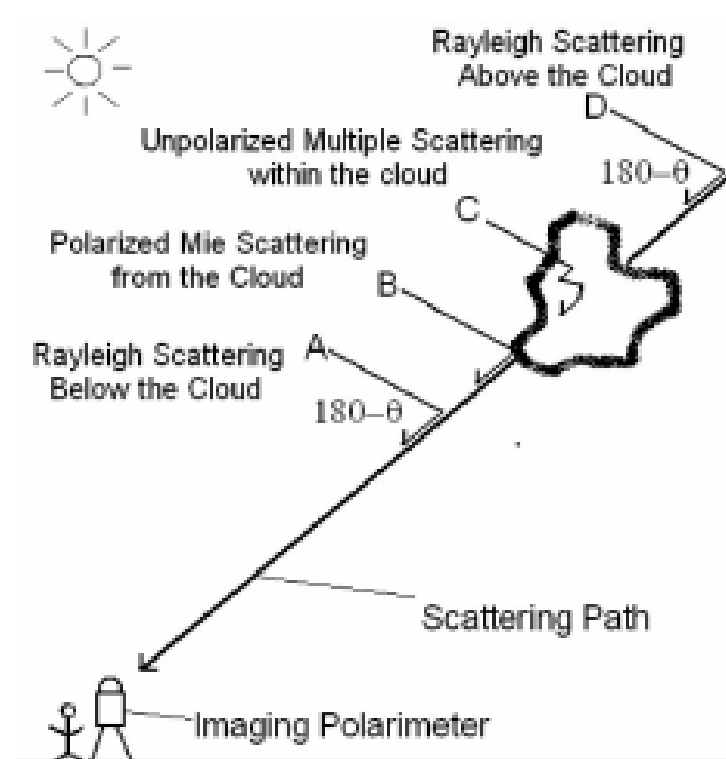 Rayleigh Scattering
Above the Cloud
D
Unpolarized Multiple Scattering
within the cloud
180–θ
C
Polarized Mie Scattering
from the Cloud
B
Rayleigh Scattering
Below the Cloud
A
180–θ
Scattering Path
Imaging Polarimeter